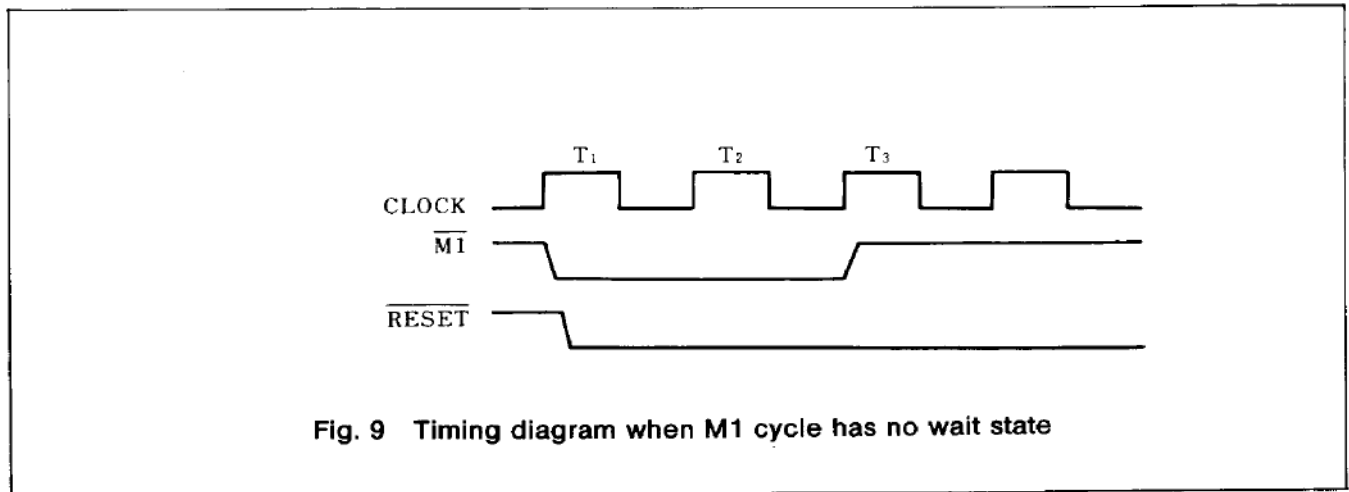 T₁ T₂ T₃
CLOCK
M1
RESET
Fig. 9 Timing diagram when M1 cycle has no wait state